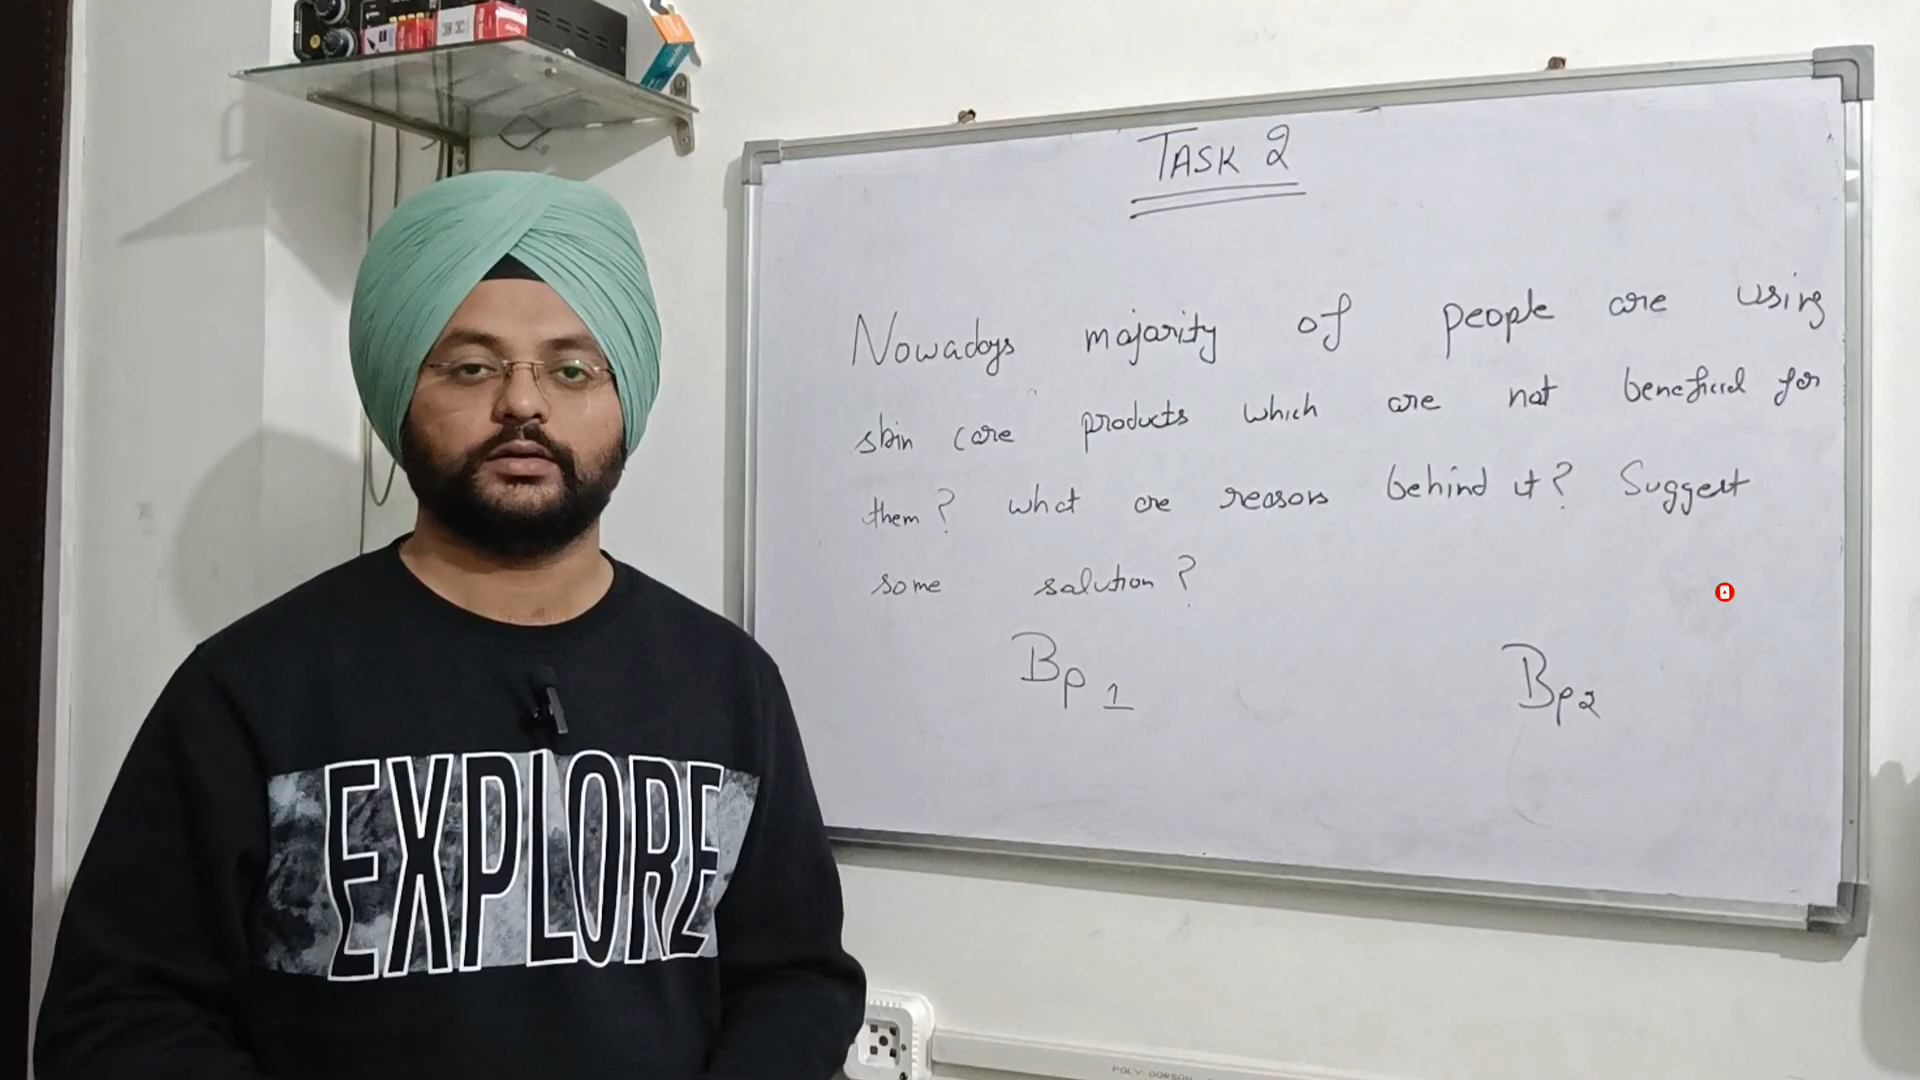 TASK 2
Nowadays majority of people are using
skin care products which are not beneficial for
them? what are reasons behind it? Suggest
some solution?
Bp 1
Bp2
EXPLORE